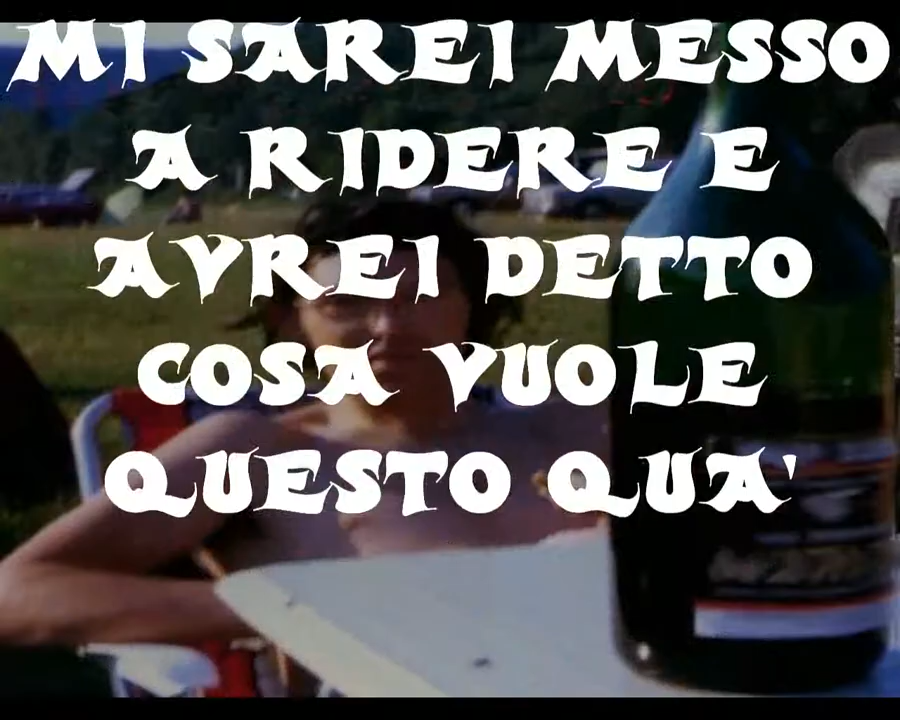 MI SAREI MESSO
A RIDERE E
AVREI DETTO
COSA VUOLE
QUESTO QUA'